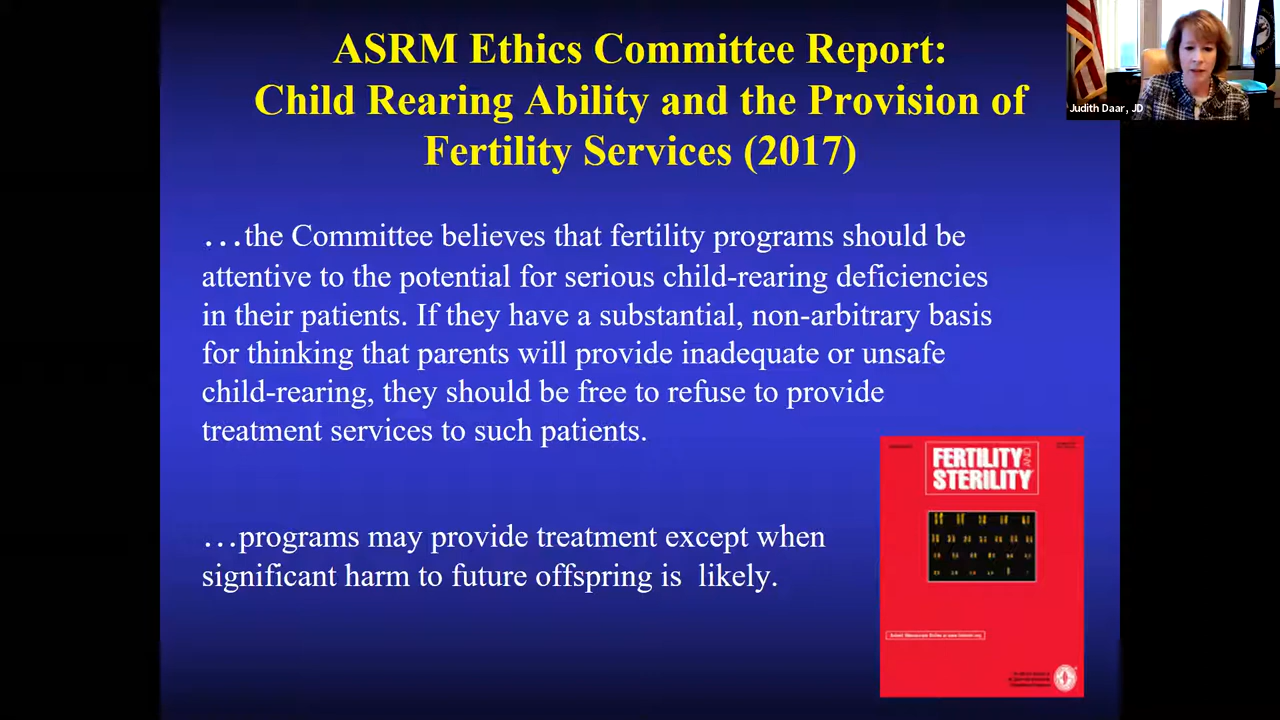 ASRM Ethics Committee Report:
Child Rearing Ability and the Provision of
Fertility Services (2017)
Judith Daar, JD
…the Committee believes that fertility programs should be
attentive to the potential for serious child-rearing deficiencies
in their patients. If they have a substantial, non-arbitrary basis
for thinking that parents will provide inadequate or unsafe
child-rearing, they should be free to refuse to provide
treatment services to such patients.
…programs may provide treatment except when
significant harm to future offspring is likely.
FERTILITY AND
STERILITY